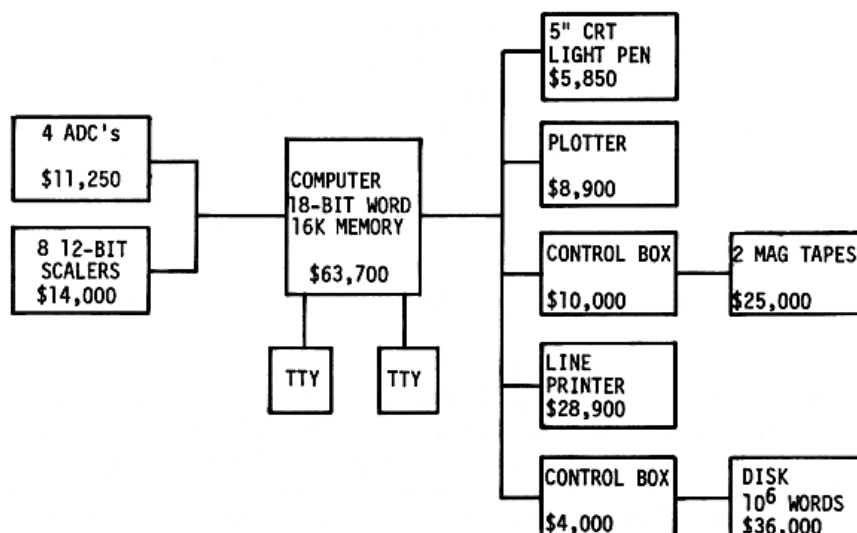 4 ADC's
$11,250
8 12-BIT
SCALERS
$14,000
COMPUTER
18-BIT WORD
16K MEMORY
$63,700
TTY
TTY
5" CRT
LIGHT PEN
$5,850
PLOTTER
$8,900
CONTROL BOX
$10,000
2 MAG TAPES
$25,000
LINE
PRINTER
$28,900
CONTROL BOX
$4,000
DISK
10⁶ WORDS
$36,000